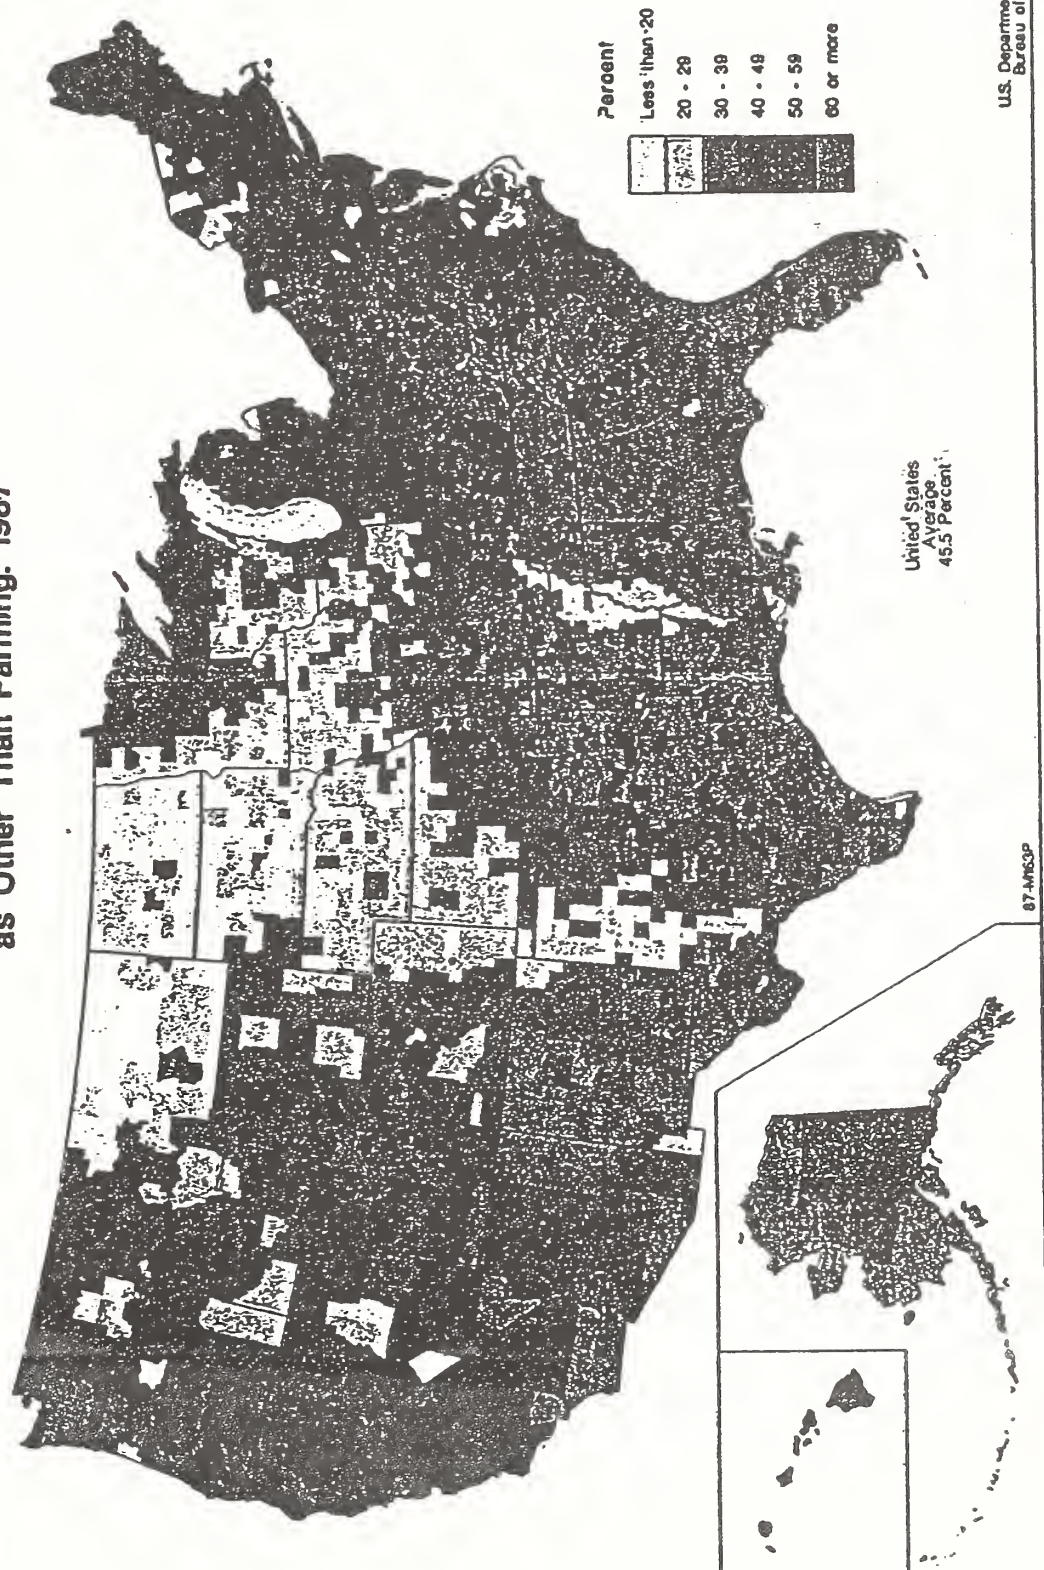 as Other Than Farming: 1987
Percent
Less than 20
20 - 29
30 - 39
40 - 49
50 - 59
60 or more
United States
Average
45.5 Percent
87-M163P
U.S. Departme
Bureau of